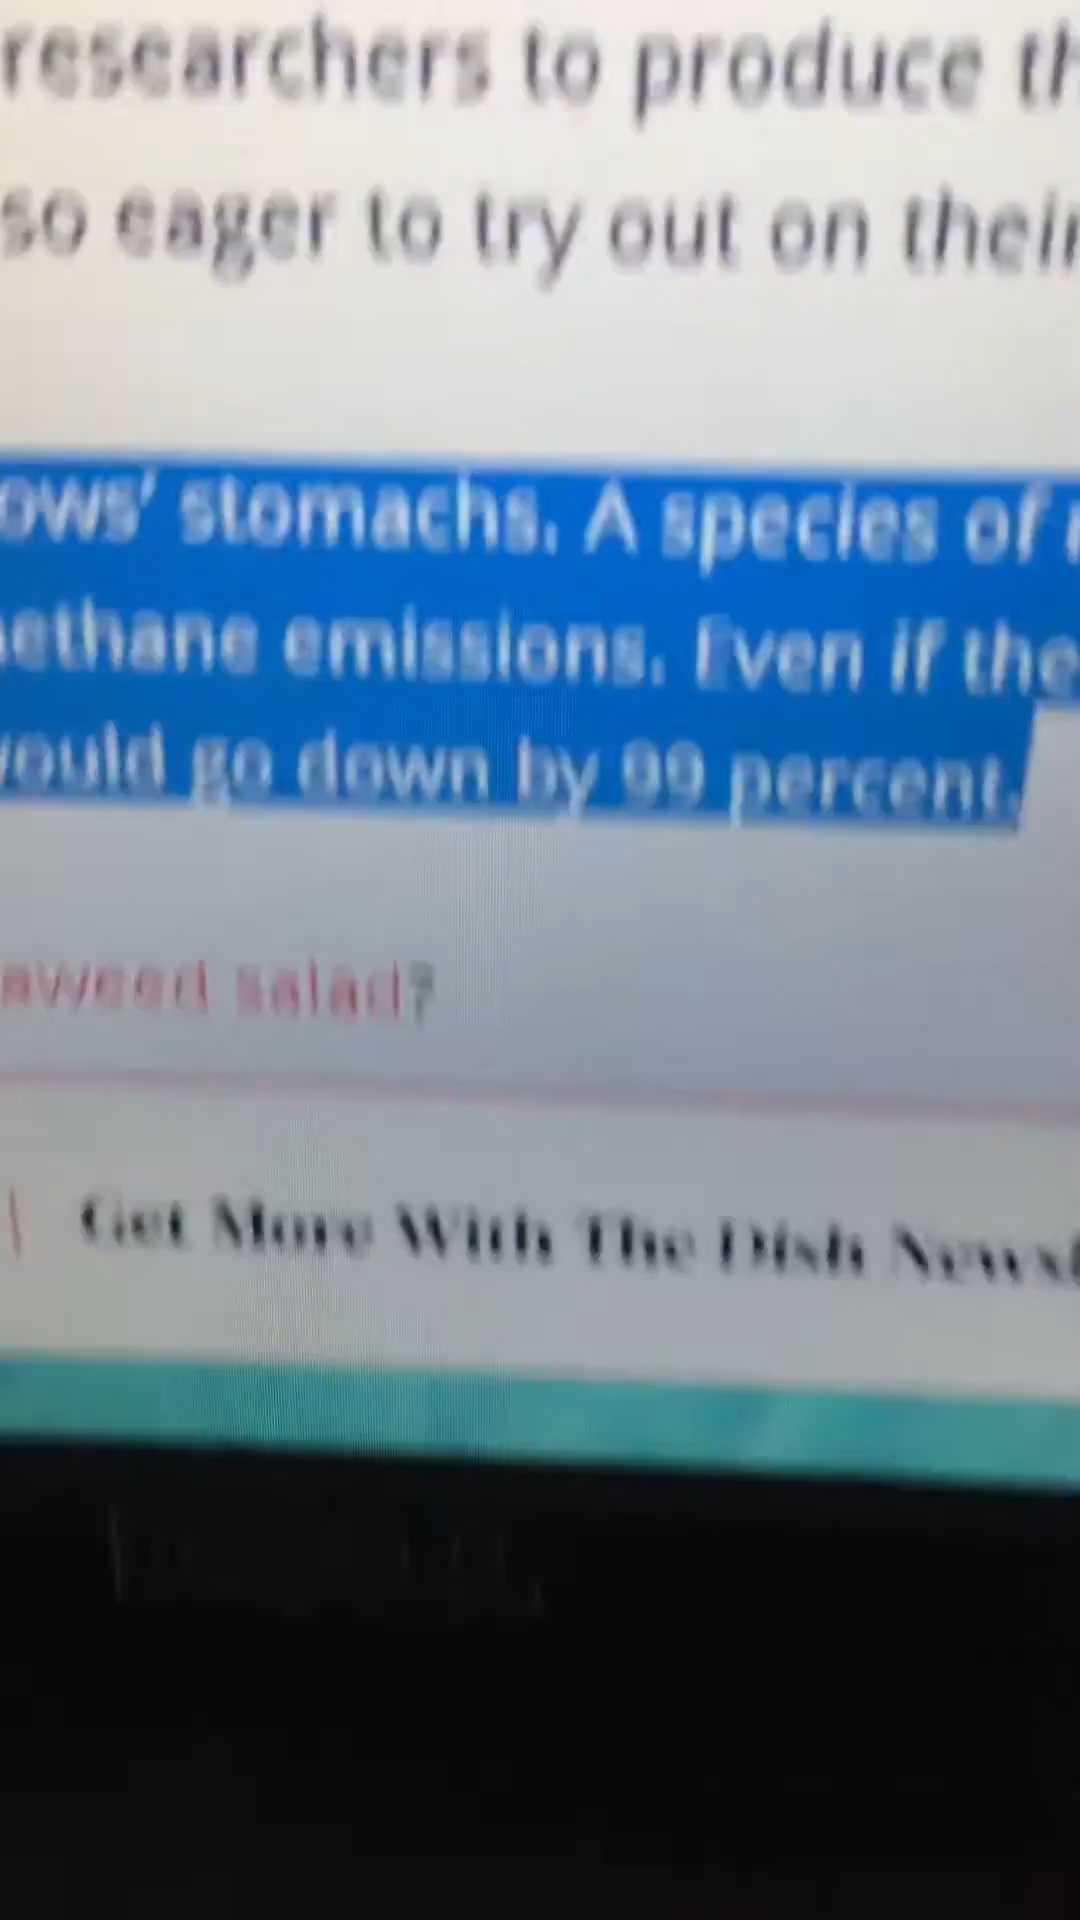 researchers to produce th
so eager to try out on their
ows' stomachs. A species of
ethane emissions. Even if the
would go down by 99 percent.
aweed salad?
Get More With The Dish Newsl